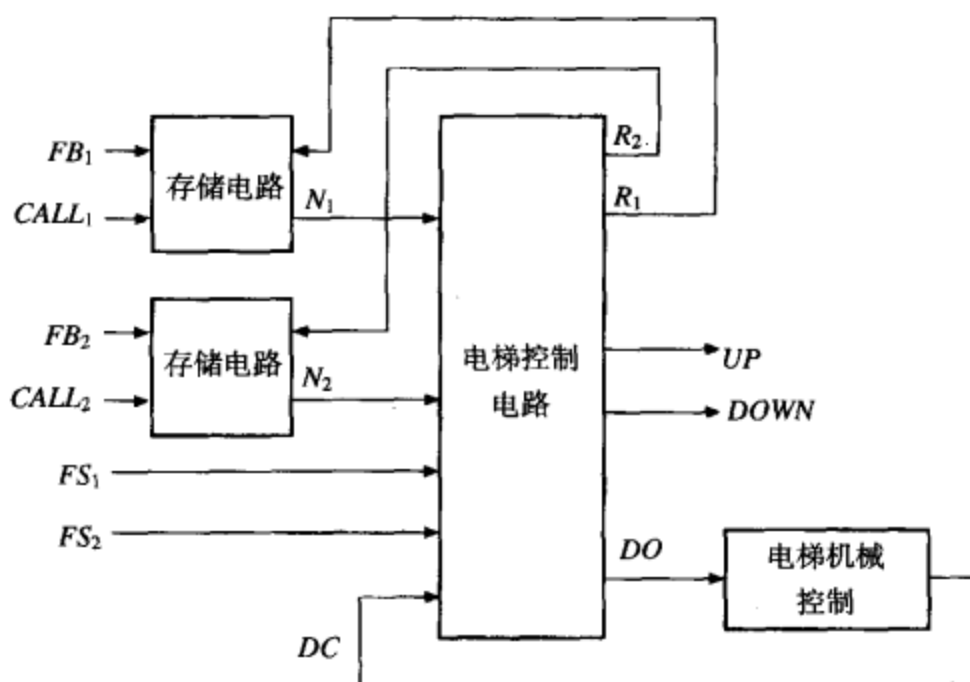 R₂
FB₁
存储电路
N₁
R₁
CALL₁
FB₂
存储电路
N₂
电梯控制
电路
UP
CALL₂
DOWN
FS₁
FS₂
DO
电梯机械
控制
DC